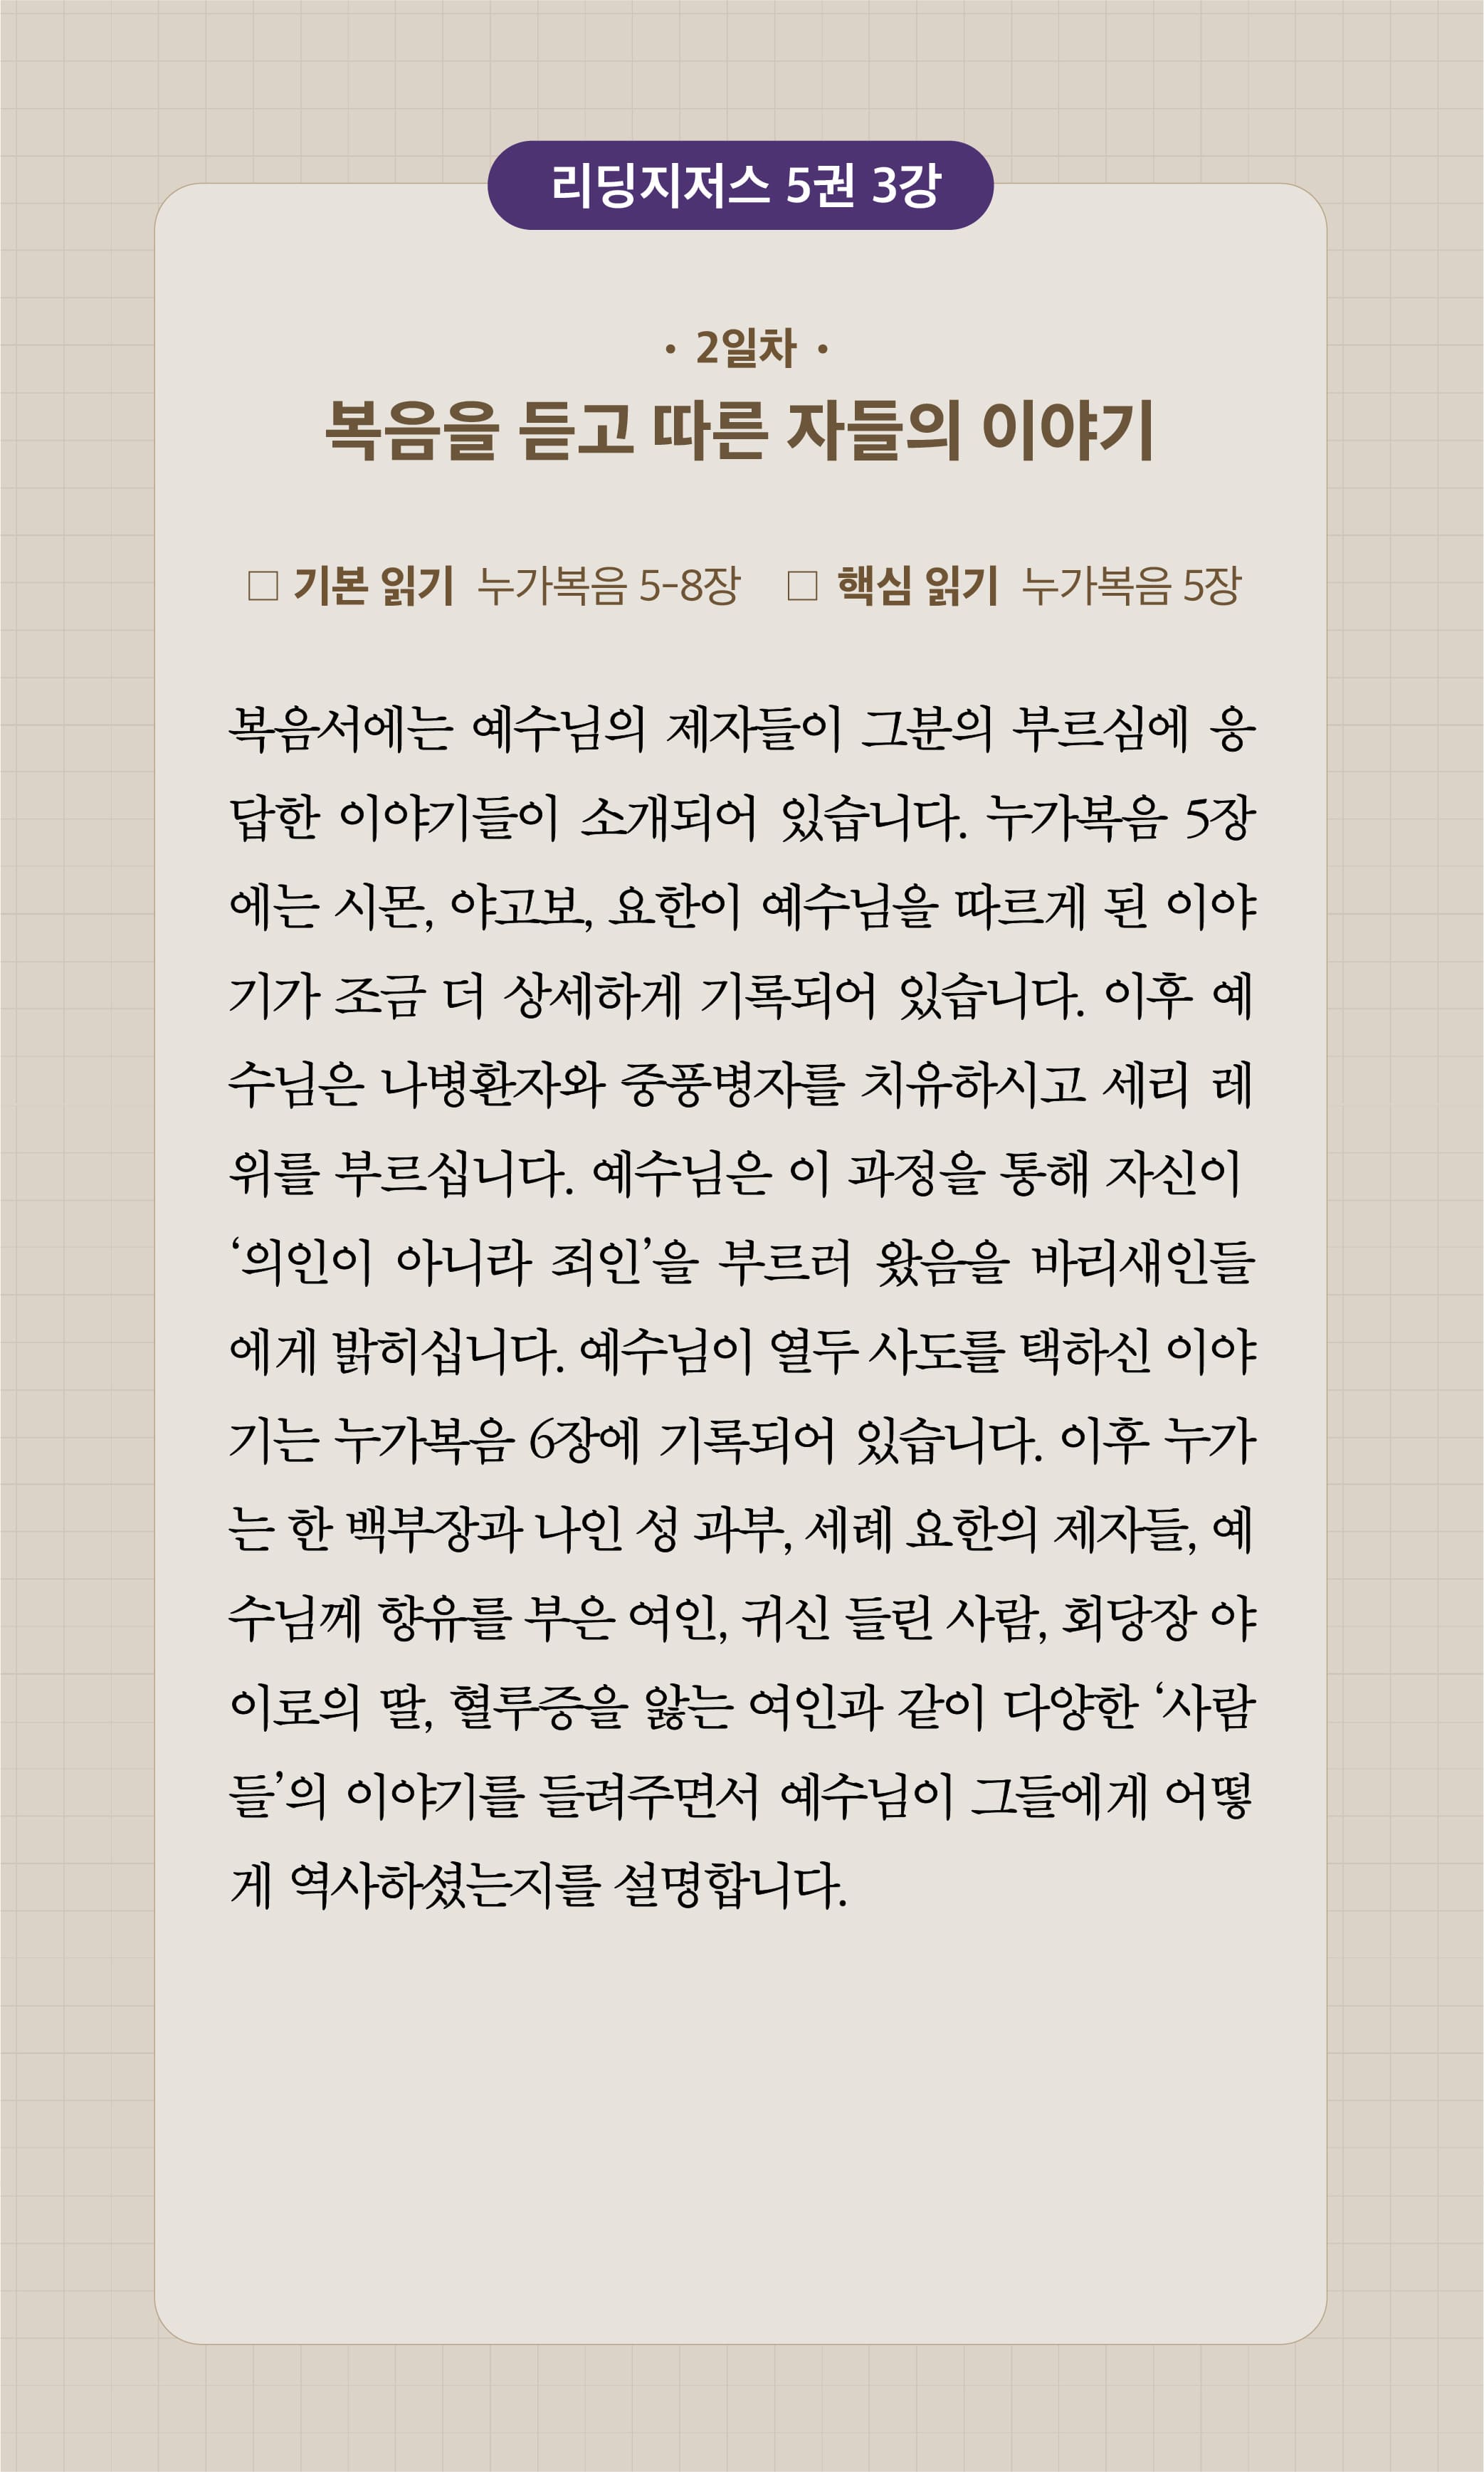 리딩지저스 5권 3강
· 2일차 ·
복음을 듣고 따른 자들의 이야기
□ 기본 읽기 누가복음 5-8장 □ 핵심 읽기 누가복음 5장
복음서에는 예수님의 제자들이 그분의 부르심에 응
답한 이야기들이 소개되어 있습니다. 누가복음 5장
에는 시몬, 야고보, 요한이 예수님을 따르게 된 이야
기가 조금 더 상세하게 기록되어 있습니다. 이후 예
수님은 나병환자와 중풍병자를 치유하시고 세리 레
위를 부르십니다. 예수님은 이 과정을 통해 자신이
‘의인이 아니라 죄인’을 부르러 왔음을 바리새인들
에게 밝히십니다. 예수님이 열두 사도를 택하신 이야
기는 누가복음 6장에 기록되어 있습니다. 이후 누가
는 한 백부장과 나인 성 과부, 세례 요한의 제자들, 예
수님께 향유를 부은 여인, 귀신 들린 사람, 회당장 야
이로의 딸, 혈루증을 앓는 여인과 같이 다양한 ‘사람
들’의 이야기를 들려주면서 예수님이 그들에게 어떻
게 역사하셨는지를 설명합니다.